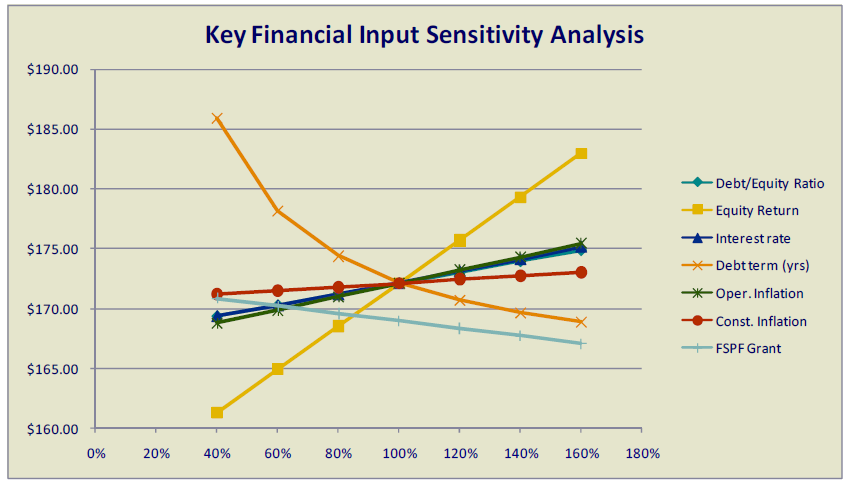 Key Financial Input Sensitivity Analysis
$190.00
$185.00
$180.00
$175.00
$170.00
$165.00
$160.00
0% 20% 40% 60% 80% 100% 120% 140% 160% 180%
Debt/Equity Ratio
Equity Return
Interest rate
Debt term (yrs)
Oper. Inflation
Const. Inflation
FSPF Grant